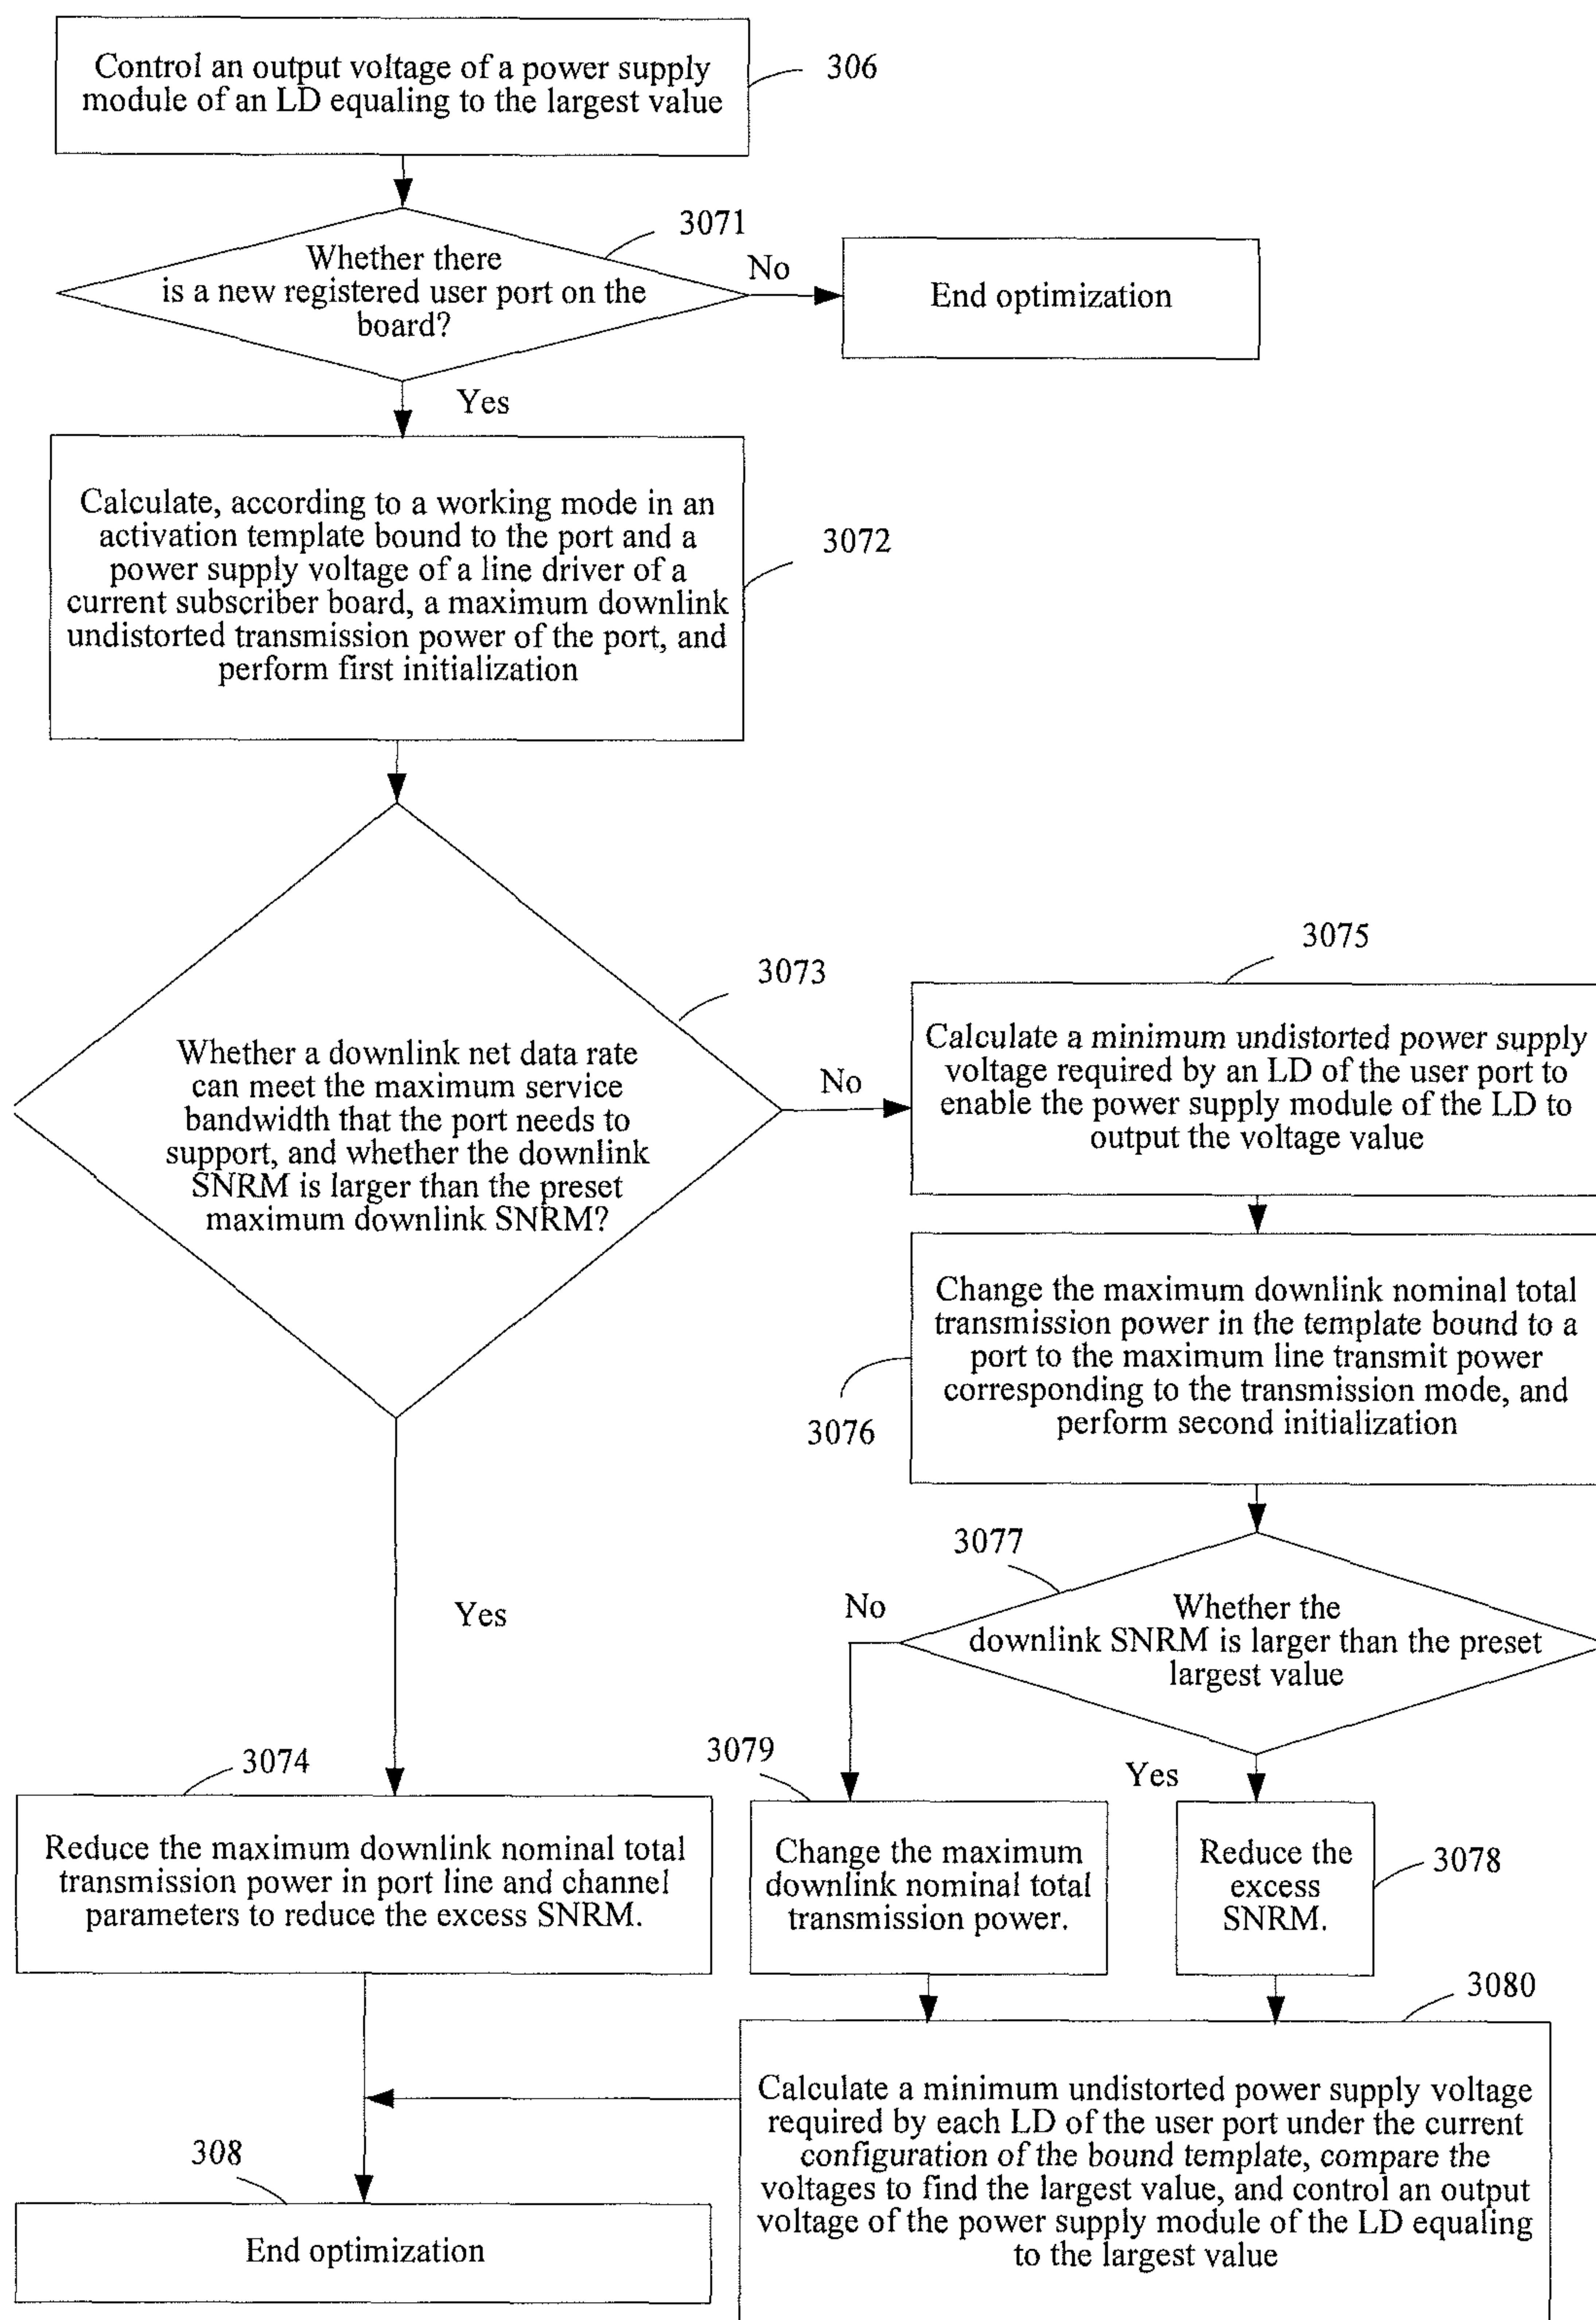 Control an output voltage of a power supply
module of an LD equaling to the largest value
306
3071
Whether there
is a new registered user port on the
board?
No
End optimization
Yes
Calculate, according to a working mode in an
activation template bound to the port and a
power supply voltage of a line driver of a
current subscriber board, a maximum downlink
undistorted transmission power of the port, and
perform first initialization
3072
3073
Whether a downlink net data rate
can meet the maximum service
bandwidth that the port needs to
support, and whether the downlink
SNRM is larger than the preset
maximum downlink SNRM?
No
3075
Calculate a minimum undistorted power supply
voltage required by an LD of the user port to
enable the power supply module of the LD to
output the voltage value
Change the maximum downlink nominal total
transmission power in the template bound to a
port to the maximum line transmit power
corresponding to the transmission mode, and
perform second initialization
3076
3077
Whether the
downlink SNRM is larger than the preset
largest value
No
Yes
Yes
3074
Reduce the maximum downlink nominal total
transmission power in port line and channel
parameters to reduce the excess SNRM.
3079
Change the maximum
downlink nominal total
transmission power.
Reduce the
excess
SNRM.
3078
3080
Calculate a minimum undistorted power supply voltage
required by each LD of the user port under the current
configuration of the bound template, compare the
voltages to find the largest value, and control an output
voltage of the power supply module of the LD equaling
to the largest value
308
End optimization